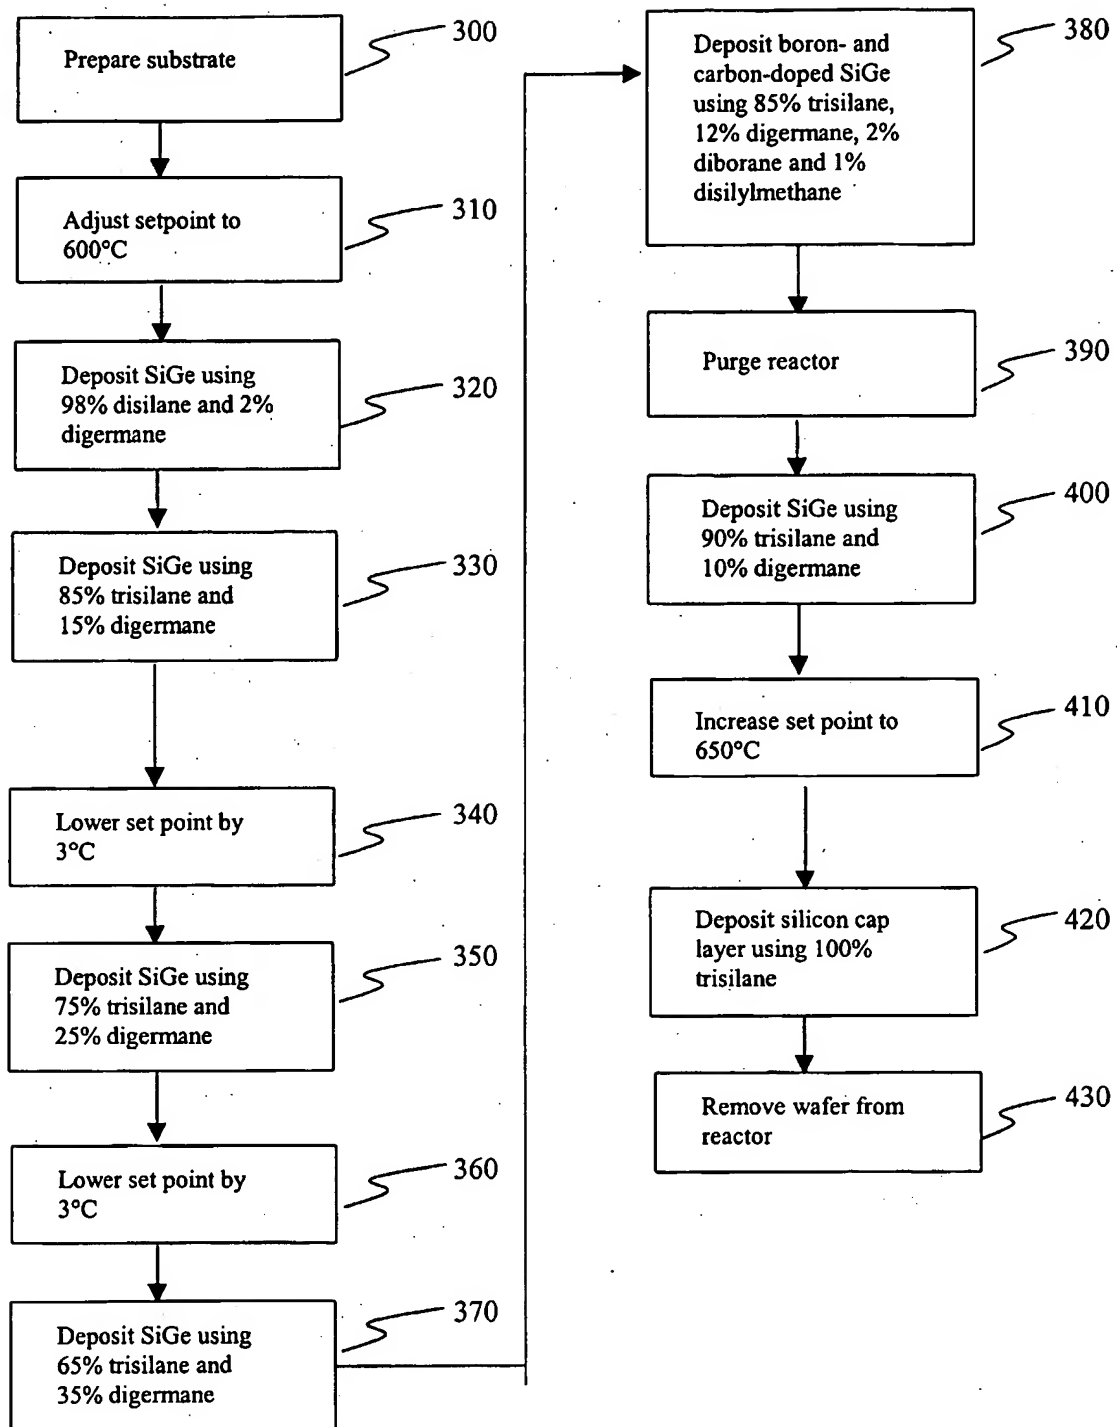 Prepare substrate
300
Adjust setpoint to
600°C
310
Deposit SiGe using
98% disilane and 2%
digermane
320
Deposit SiGe using
85% trisilane and
15% digermane
330
Lower set point by
3°C
340
Deposit SiGe using
75% trisilane and
25% digermane
350
Lower set point by
3°C
360
Deposit SiGe using
65% trisilane and
35% digermane
370
Deposit boron- and
carbon-doped SiGe
using 85% trisilane,
12% digermane, 2%
diborane and 1%
disilylmethane
380
Purge reactor
390
Deposit SiGe using
90% trisilane and
10% digermane
400
Increase set point to
650°C
410
Deposit silicon cap
layer using 100%
trisilane
420
Remove wafer from
reactor
430